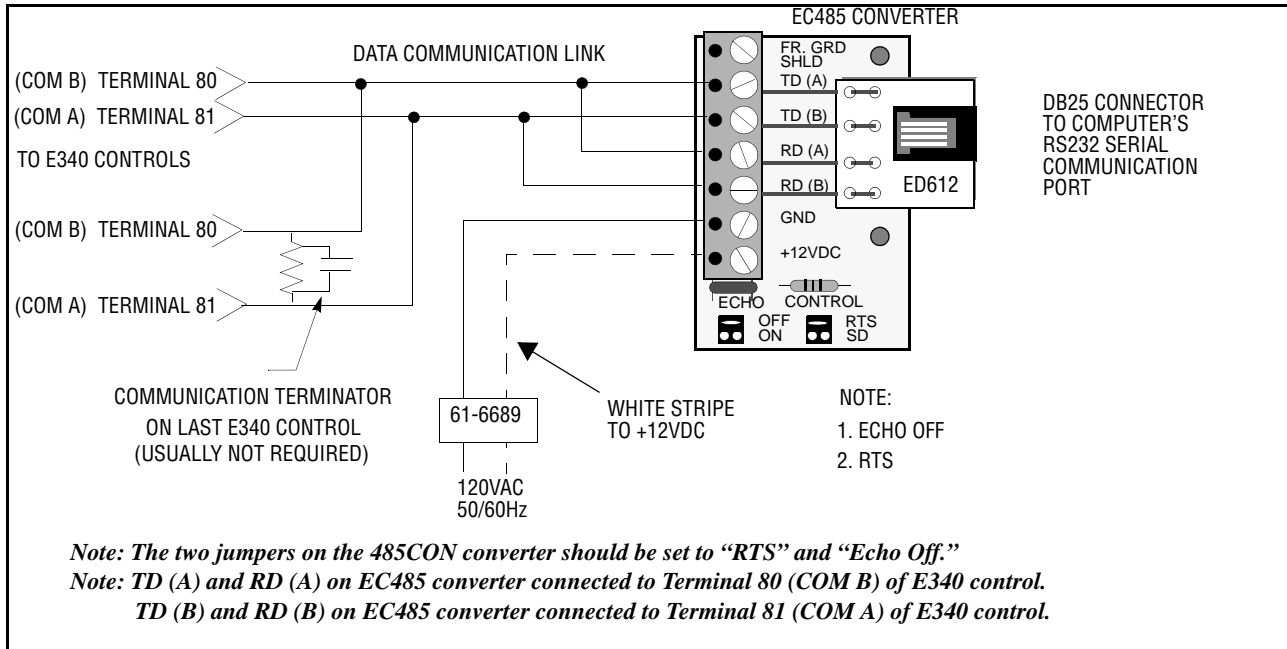 EC485 CONVERTER
DATA COMMUNICATION LINK
(COM B) TERMINAL 80
(COM A) TERMINAL 81
TO E340 CONTROLS
(COM B) TERMINAL 80
(COM A) TERMINAL 81
FR. GRD
SHLD
TD (A)
TD (B)
RD (A)
RD (B)
GND
+12VDC
ED612
ECHO
CONTROL
OFF
ON
RTS
SD
DB25 CONNECTOR
TO COMPUTER'S
RS232 SERIAL
COMMUNICATION
PORT
COMMUNICATION TERMINATOR
ON LAST E340 CONTROL
(USUALLY NOT REQUIRED)
61-6689
120VAC
50/60Hz
WHITE STRIPE
TO +12VDC
NOTE:
1. ECHO OFF
2. RTS
Note: The two jumpers on the 485CON converter should be set to “RTS” and “Echo Off.”
Note: TD (A) and RD (A) on EC485 converter connected to Terminal 80 (COM B) of E340 control.
TD (B) and RD (B) on EC485 converter connected to Terminal 81 (COM A) of E340 control.